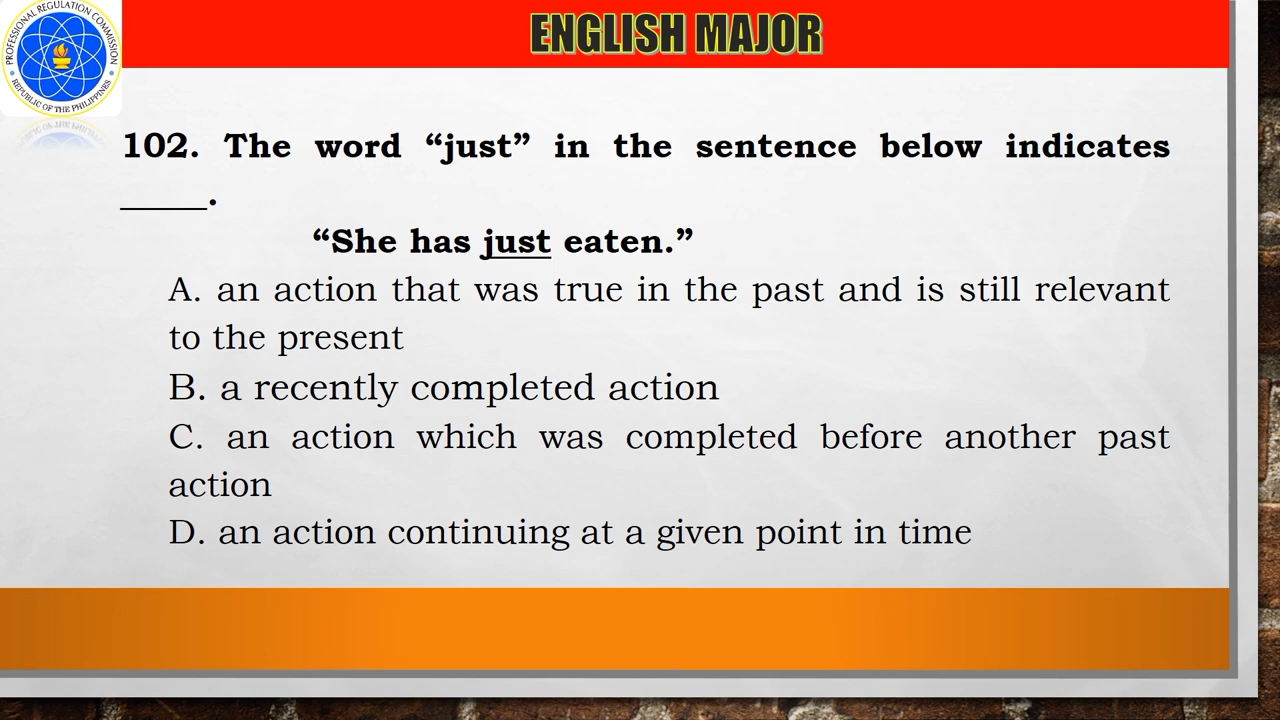 PROFESSIONAL REGULATION COMMISSION
REPUBLIC OF THE PHILIPPINES
ENGLISH MAJOR
102. The word “just” in the sentence below indicates
_____.
“She has just eaten.”
A. an action that was true in the past and is still relevant
to the present
B. a recently completed action
C. an action which was completed before another past
action
D. an action continuing at a given point in time